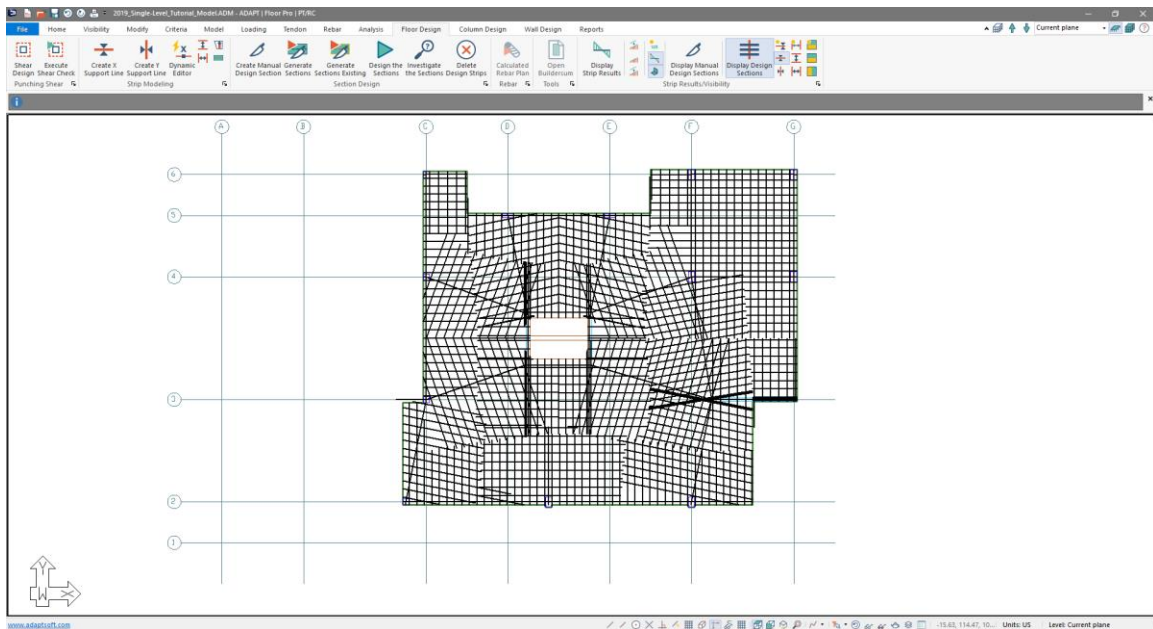 2019_Single-Level_Tutorial_Model.ADM - ADAPT | Floor Pro | PT/RC
File Home Visibility Modify Criteria Model Loading Tendon Rebar Analysis Floor Design Column Design Wall Design Reports Current plane
Shear Execute Create X Create Y Dynamic Create Manual Generate Generate Design the Investigate Delete Calculated Open Display Display Manual Display Design
Design Shear Check Support Line Support Line Editor Design Section Sections Sections Existing Sections the Sections Design Strips Rebar Plan Buildersum Strip Results Design Sections Sections
Punching Shear Strip Modeling Section Design Rebar Tools Strip Results/Visibility
A B C D E F G
6
5
4
3
2
1
Y
W X
www.adaptsoft.com -15.63, 114.47, 10... Units: US Level: Current plane